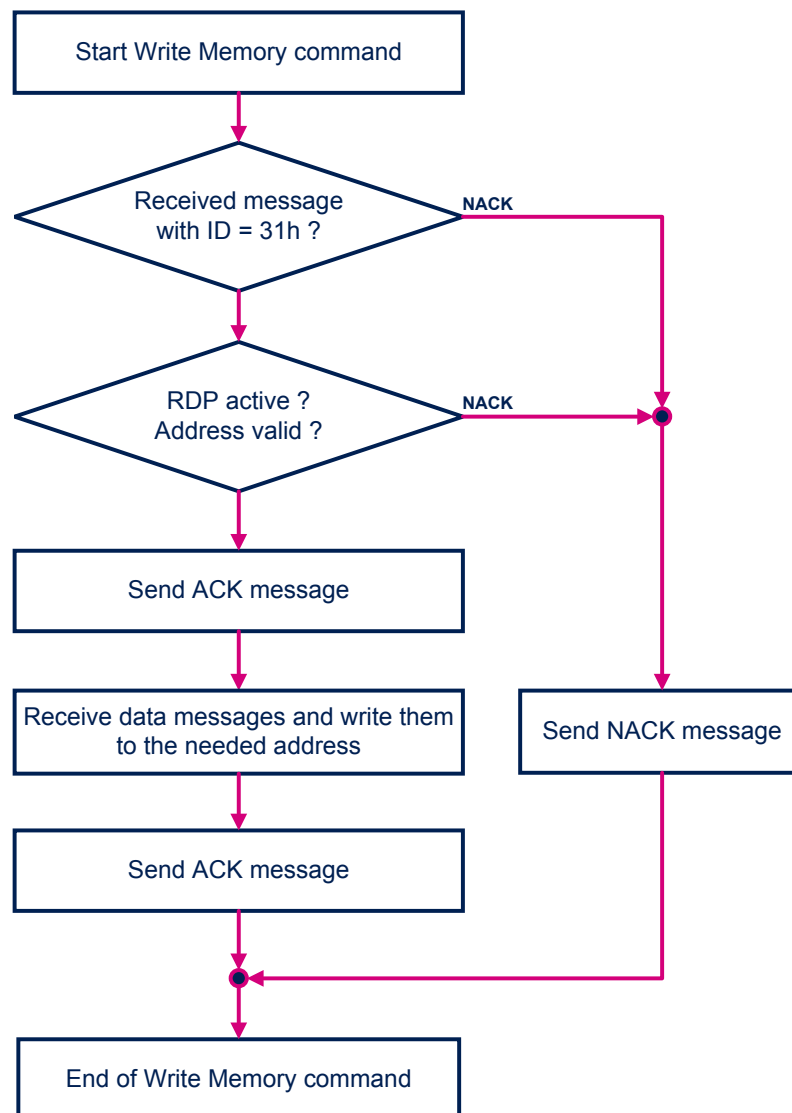 Start Write Memory command
Received message
with ID = 31h ?
NACK
RDP active ?
Address valid ?
NACK
Send ACK message
Receive data messages and write them
to the needed address
Send NACK message
Send ACK message
End of Write Memory command